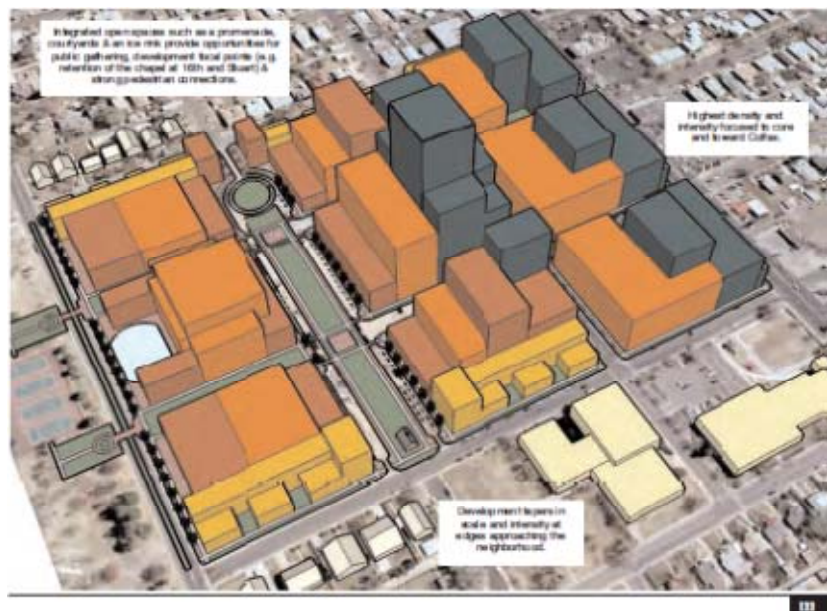 Integrated open spaces such as a promenade,
courtyards & an ice rink provide opportunities for
public gathering, development focal points (e.g.
retention of the chapel at 16th and Stuart) &
strong pedestrian connections.
Highest density and
intensity focused to core
and toward Colfax.
Development tapers in
scale and intensity at
edges approaching the
neighborhood.